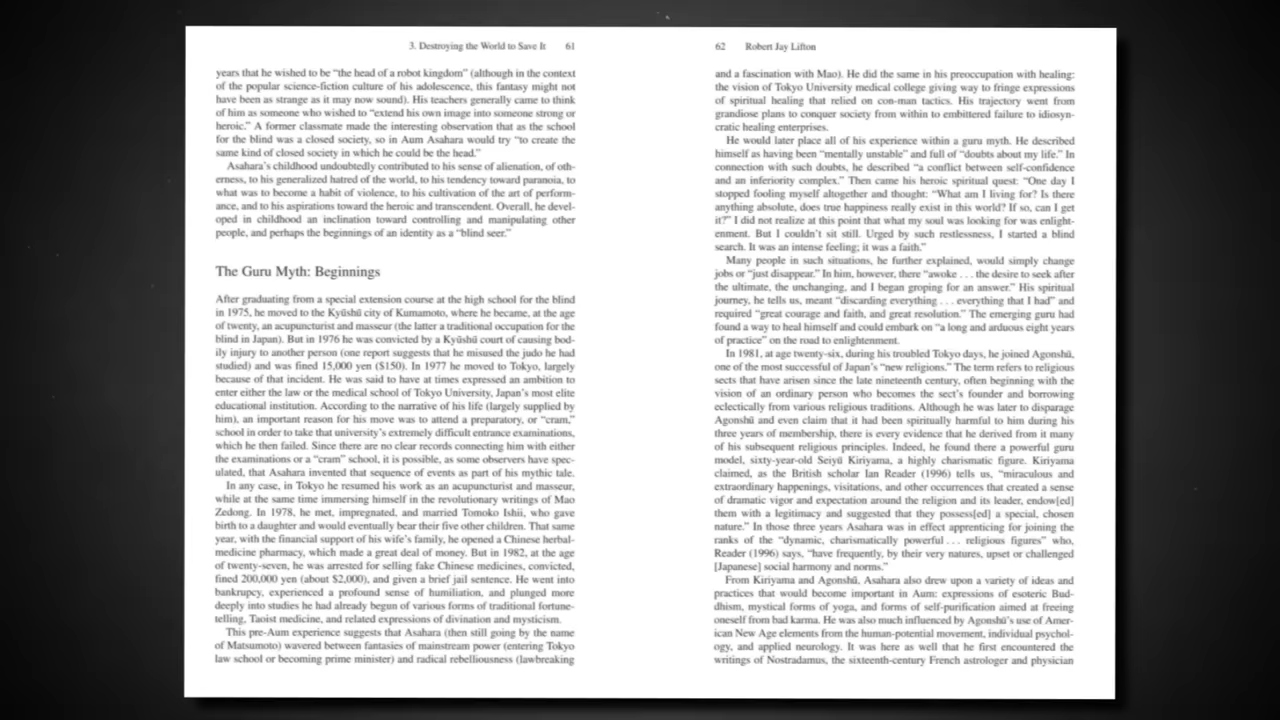 3. Destroying the World to Save It 61
years that he wished to be “the head of a robot kingdom” (although in the context
of the popular science-fiction culture of his adolescence, this fantasy might not
have been as strange as it may now sound). His teachers generally came to think
of him as someone who wished to “extend his own image into someone strong or
heroic.” A former classmate made the interesting observation that as the school
for the blind was a closed society, so in Aum Asahara would try “to create the
same kind of closed society in which he could be the head.”
Asahara’s childhood undoubtedly contributed to his sense of alienation, of oth-
erness, to his generalized hatred of the world, to his tendency toward paranoia, to
what was to become a habit of violence, to his cultivation of the art of perform-
ance, and to his aspirations toward the heroic and transcendent. Overall, he devel-
oped in childhood an inclination toward controlling and manipulating other
people, and perhaps the beginnings of an identity as a “blind seer.”
The Guru Myth: Beginnings
After graduating from a special extension course at the high school for the blind
in 1975, he moved to the Kyūshū city of Kumamoto, where he became, at the age
of twenty, an acupuncturist and masseur (the latter a traditional occupation for the
blind in Japan). But in 1976 he was convicted by a Kyūshū court of causing bod-
ily injury to another person (one report suggests that he misused the judo he had
studied) and was fined 15,000 yen ($150). In 1977 he moved to Tokyo, largely
because of that incident. He was said to have at times expressed an ambition to
enter either the law or the medical school of Tokyo University, Japan’s most elite
educational institution. According to the narrative of his life (largely supplied by
him), an important reason for his move was to attend a preparatory, or “cram,”
school in order to take that university’s extremely difficult entrance examinations,
which he then failed. Since there are no clear records connecting him with either
the examinations or a “cram” school, it is possible, as some observers have spec-
ulated, that Asahara invented that sequence of events as part of his mythic tale.
In any case, in Tokyo he resumed his work as an acupuncturist and masseur,
while at the same time immersing himself in the revolutionary writings of Mao
Zedong. In 1978, he met, impregnated, and married Tomoko Ishii, who gave
birth to a daughter and would eventually bear their five other children. That same
year, with the financial support of his wife’s family, he opened a Chinese herbal-
medicine pharmacy, which made a great deal of money. But in 1982, at the age
of twenty-seven, he was arrested for selling fake Chinese medicines, convicted,
fined 200,000 yen (about $2,000), and given a brief jail sentence. He went into
bankrupcy, experienced a profound sense of humiliation, and plunged more
deeply into studies he had already begun of various forms of traditional fortune-
telling, Taoist medicine, and related expressions of divination and mysticism.
This pre-Aum experience suggests that Asahara (then still going by the name
of Matsumoto) wavered between fantasies of mainstream power (entering Tokyo
law school or becoming prime minister) and radical rebelliousness (lawbreaking
62 Robert Jay Lifton
and a fascination with Mao). He did the same in his preoccupation with healing:
the vision of Tokyo University medical college giving way to fringe expressions
of spiritual healing that relied on con-man tactics. His trajectory went from
grandiose plans to conquer society from within to embittered failure to idiosyn-
cratic healing enterprises.
He would later place all of his experience within a guru myth. He described
himself as having been “mentally unstable” and full of “doubts about my life.” In
connection with such doubts, he described “a conflict between self-confidence
and an inferiority complex.” Then came his heroic spiritual quest: “One day I
stopped fooling myself altogether and thought: “What am I living for? Is there
anything absolute, does true happiness really exist in this world? If so, can I get
it?” I did not realize at this point that what my soul was looking for was enlight-
enment. But I couldn’t sit still. Urged by such restlessness, I started a blind
search. It was an intense feeling; it was a faith.”
Many people in such situations, he further explained, would simply change
jobs or “just disappear.” In him, however, there “awoke . . . the desire to seek after
the ultimate, the unchanging, and I began groping for an answer.” His spiritual
journey, he tells us, meant “discarding everything . . . everything that I had” and
required “great courage and faith, and great resolution.” The emerging guru had
found a way to heal himself and could embark on “a long and arduous eight years
of practice” on the road to enlightenment.
In 1981, at age twenty-six, during his troubled Tokyo days, he joined Agonshū,
one of the most successful of Japan’s “new religions.” The term refers to religious
sects that have arisen since the late nineteenth century, often beginning with the
vision of an ordinary person who becomes the sect’s founder and borrowing
eclectically from various religious traditions. Although he was later to disparage
Agonshū and even claim that it had been spiritually harmful to him during his
three years of membership, there is every evidence that he derived from it many
of his subsequent religious principles. Indeed, he found there a powerful guru
model, sixty-year-old Seiyū Kiriyama, a highly charismatic figure. Kiriyama
claimed, as the British scholar Ian Reader (1996) tells us, “miraculous and
extraordinary happenings, visitations, and other occurrences that created a sense
of dramatic vigor and expectation around the religion and its leader, endow[ed]
them with a legitimacy and suggested that they possess[ed] a special, chosen
nature.” In those three years Asahara was in effect apprenticing for joining the
ranks of the “dynamic, charismatically powerful . . . religious figures” who,
Reader (1996) says, “have frequently, by their very natures, upset or challenged
[Japanese] social harmony and norms.”
From Kiriyama and Agonshū, Asahara also drew upon a variety of ideas and
practices that would become important in Aum: expressions of esoteric Bud-
dhism, mystical forms of yoga, and forms of self-purification aimed at freeing
oneself from bad karma. He was also much influenced by Agonshū’s use of Amer-
ican New Age elements from the human-potential movement, individual psychol-
ogy, and applied neurology. It was here as well that he first encountered the
writings of Nostradamus, the sixteenth-century French astrologer and physician